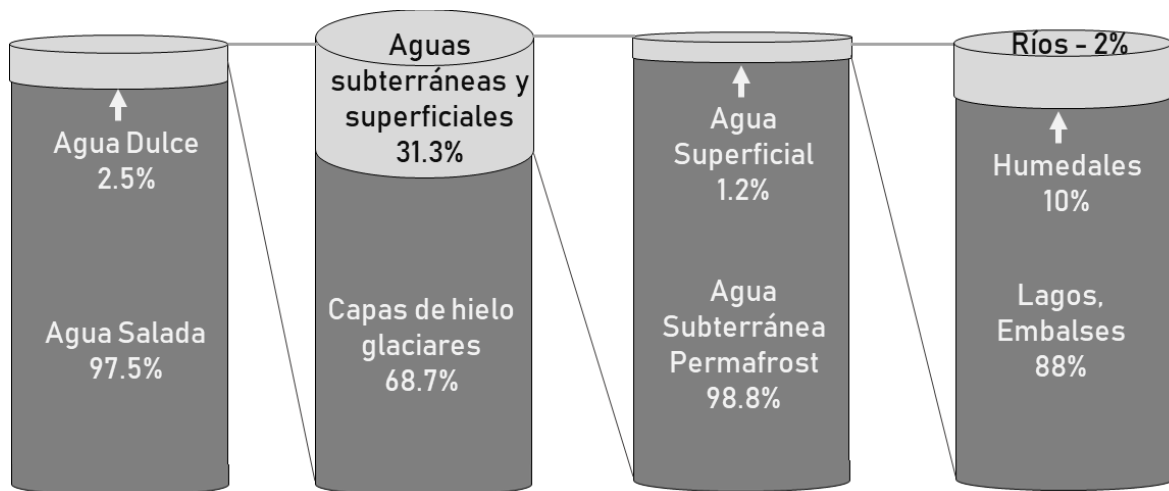 Agua Dulce
2.5%
Agua Salada
97.5%
Aguas
subterráneas y
superficiales
31.3%
Capas de hielo
glaciares
68.7%
Agua
Superficial
1.2%
Agua
Subterránea
Permafrost
98.8%
Ríos - 2%
Humedales
10%
Lagos,
Embalses
88%